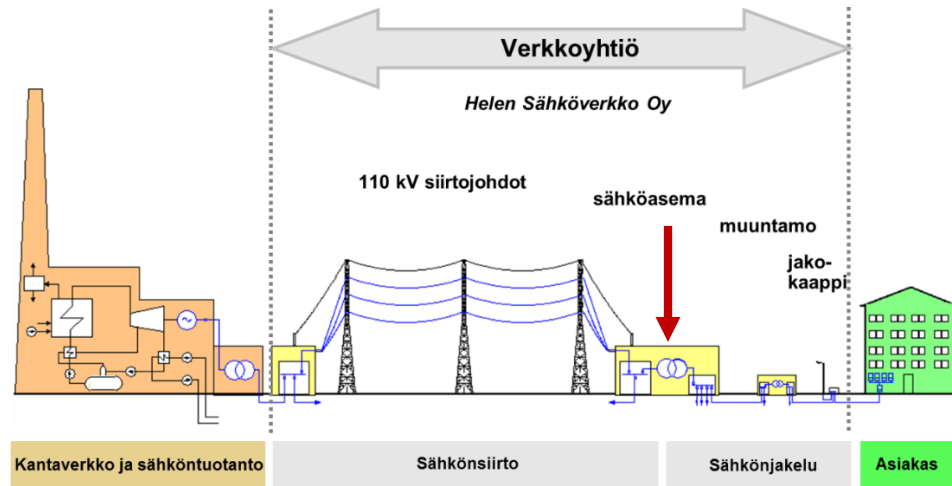 Verkkoyhtiö
Helen Sähköverkko Oy
110 kV siirtojohdot
sähköasema
muuntamo
jako-
kaappi
Kantaverkko ja sähköntuotanto
Sähkönsiirto
Sähkönjakelu
Asiakas